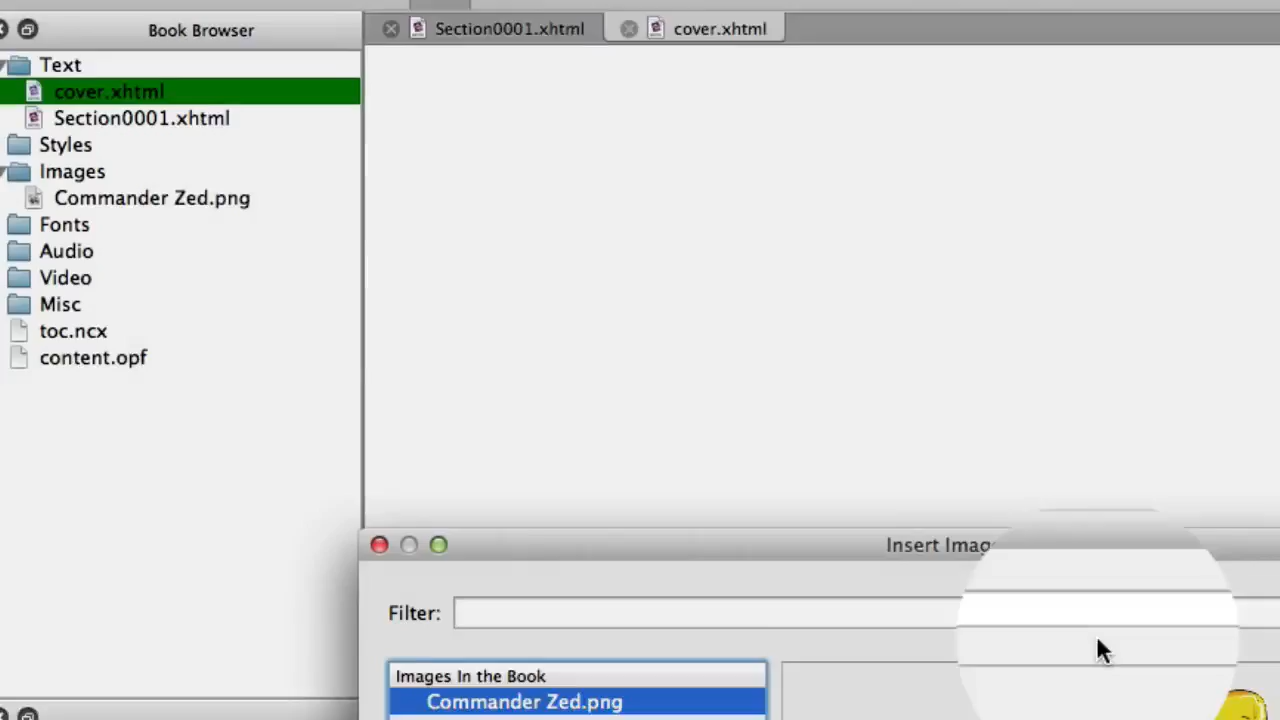 Book Browser
Section0001.xhtml
cover.xhtml
Text
cover.xhtml
Section0001.xhtml
Styles
Images
Commander Zed.png
Fonts
Audio
Video
Misc
toc.ncx
content.opf
Insert
Filter:
Images In the Book
Commander Zed.png